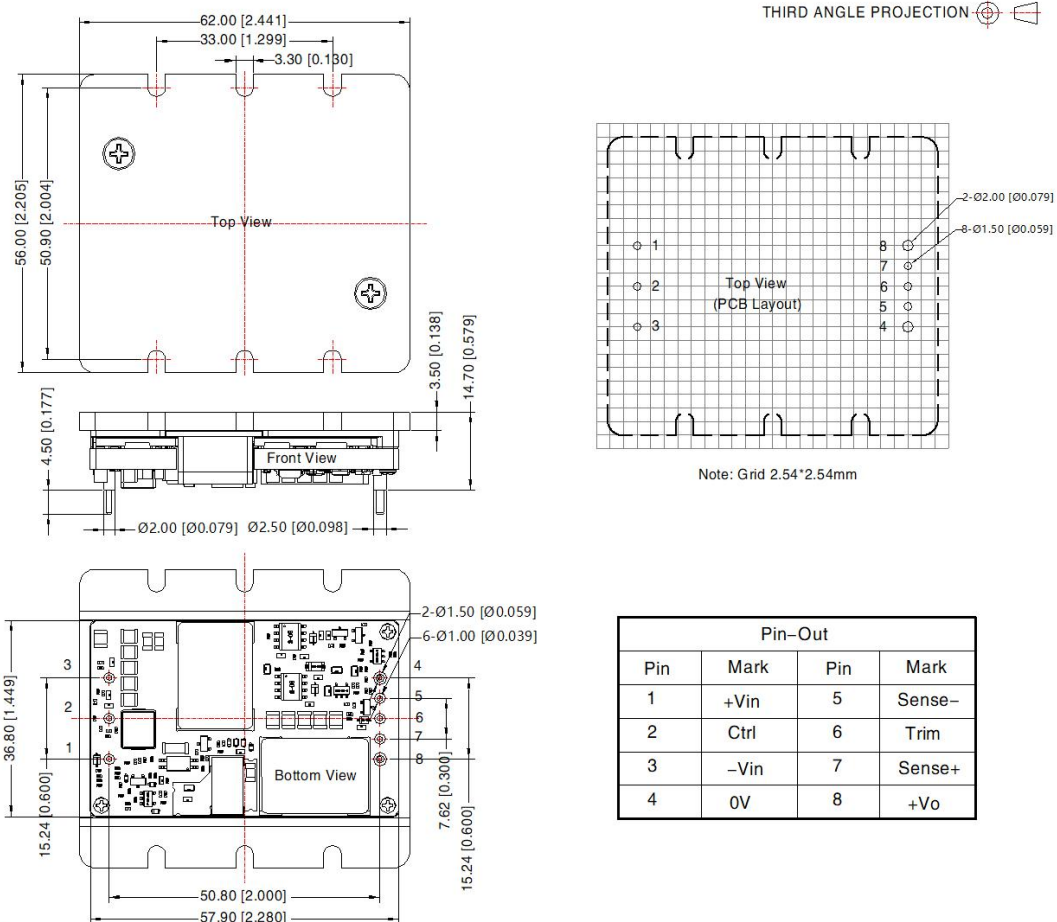 THIRD ANGLE PROJECTION
62.00 [2.441]
33.00 [1.299]
3.30 [0.130]
56.00 [2.205]
50.90 [2.004]
Top View
3.50 [0.138]
14.70 [0.579]
4.50 [0.177]
Front View
Ø2.00 [Ø0.079]
Ø2.50 [Ø0.098]
2-Ø2.00 [Ø0.079]
8-Ø1.50 [Ø0.059]
1
2
3
8
7
6
5
4
Top View
(PCB Layout)
Note: Grid 2.54*2.54mm
2-Ø1.50 [Ø0.059]
6-Ø1.00 [Ø0.039]
3
2
1
4
5
6
7
8
36.80 [1.449]
15.24 [0.600]
Bottom View
7.62 [0.300]
15.24 [0.600]
50.80 [2.000]
57.90 [2.280]
Pin–Out
Pin Mark Pin Mark
1 +Vin 5 Sense–
2 Ctrl 6 Trim
3 –Vin 7 Sense+
4 0V 8 +Vo